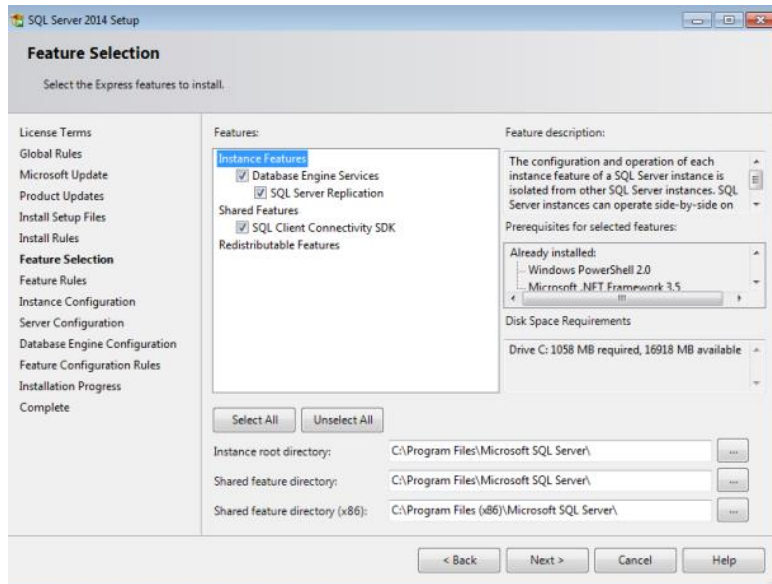 SQL Server 2014 Setup
Feature Selection
Select the Express features to install.
License Terms
Global Rules
Microsoft Update
Product Updates
Install Setup Files
Install Rules
Feature Selection
Feature Rules
Instance Configuration
Server Configuration
Database Engine Configuration
Feature Configuration Rules
Installation Progress
Complete
Features:
Instance Features
Database Engine Services
SQL Server Replication
Shared Features
SQL Client Connectivity SDK
Redistributable Features
Feature description:
The configuration and operation of each
instance feature of a SQL Server instance is
isolated from other SQL Server instances. SQL
Server instances can operate side-by-side on
Prerequisites for selected features:
Already installed:
Windows PowerShell 2.0
Microsoft .NET Framework 3.5
Disk Space Requirements
Drive C: 1058 MB required, 16918 MB available
Select All
Unselect All
Instance root directory:
C:\Program Files\Microsoft SQL Server\
...
Shared feature directory:
C:\Program Files\Microsoft SQL Server\
...
Shared feature directory (x86):
C:\Program Files (x86)\Microsoft SQL Server\
...
< Back
Next >
Cancel
Help